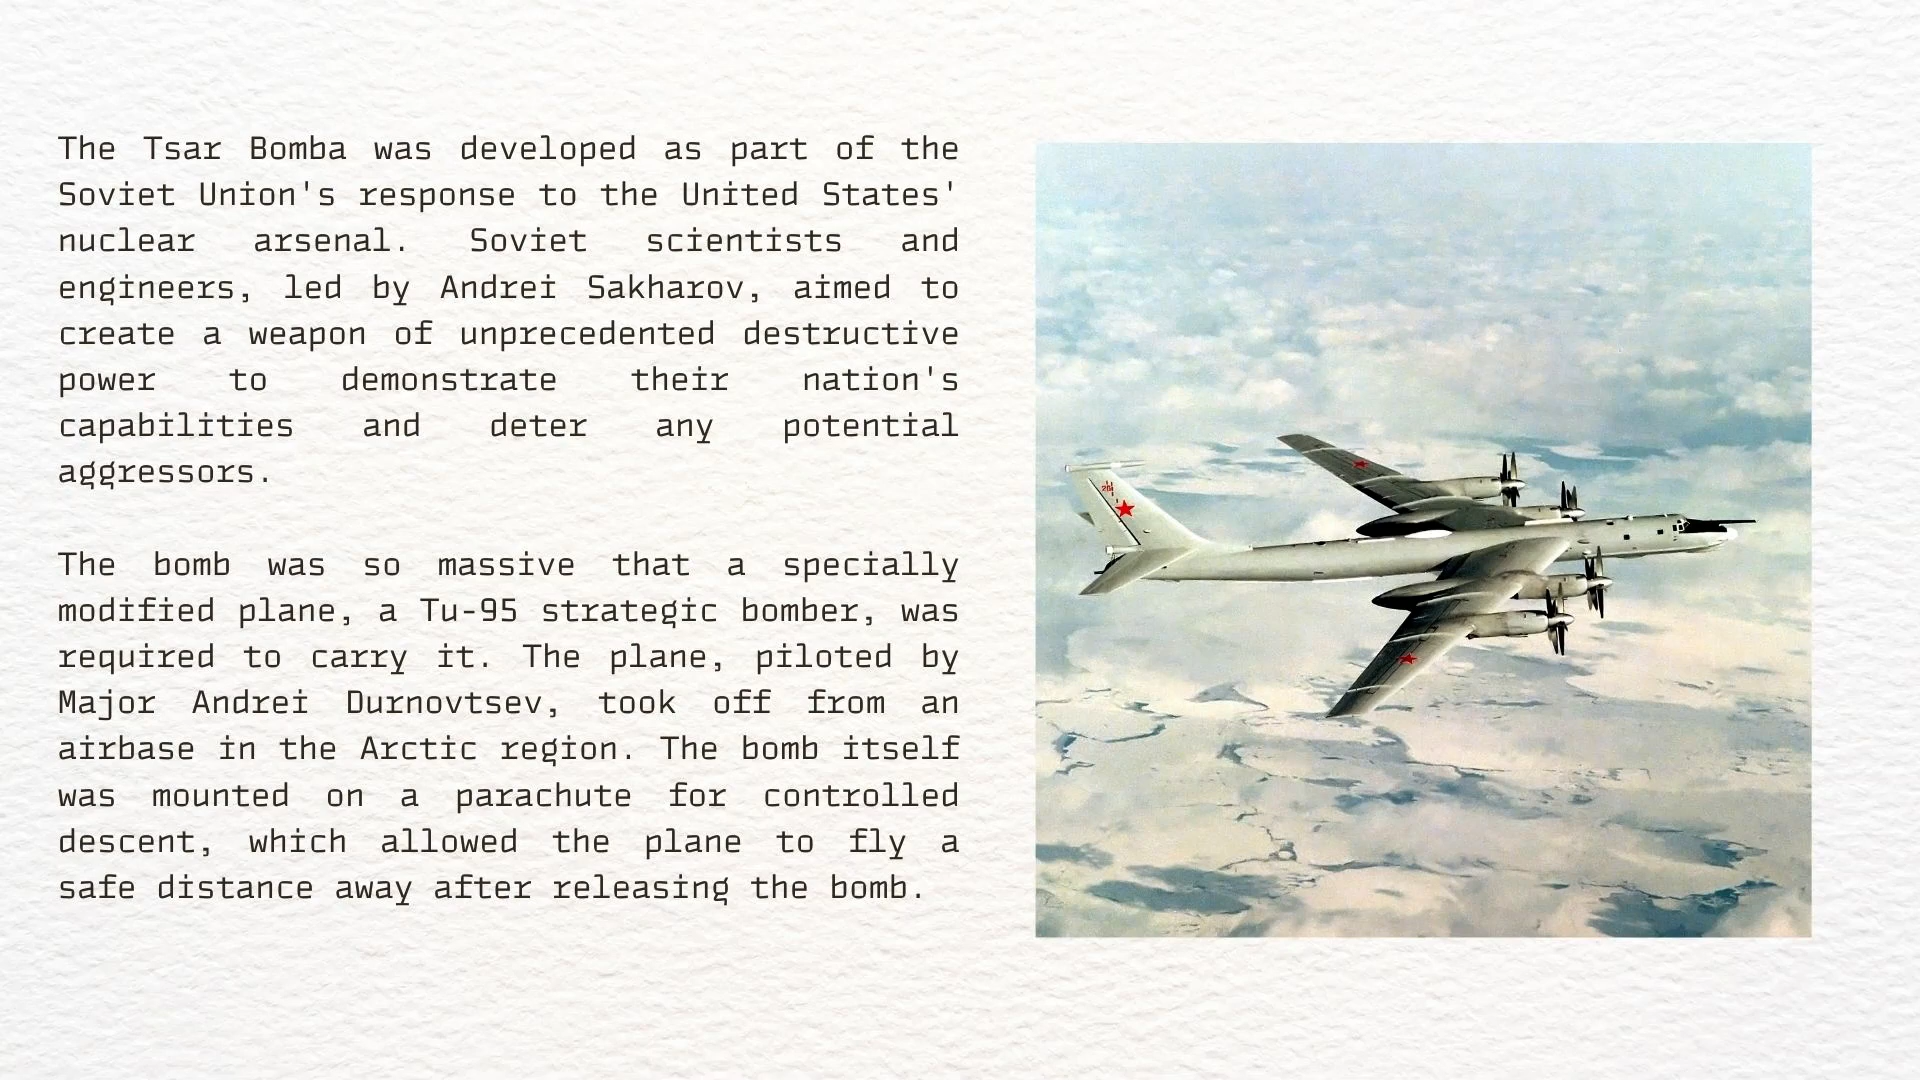 The Tsar Bomba was developed as part of the
Soviet Union's response to the United States'
nuclear arsenal. Soviet scientists and
engineers, led by Andrei Sakharov, aimed to
create a weapon of unprecedented destructive
power to demonstrate their nation's
capabilities and deter any potential
aggressors.
The bomb was so massive that a specially
modified plane, a Tu-95 strategic bomber, was
required to carry it. The plane, piloted by
Major Andrei Durnovtsev, took off from an
airbase in the Arctic region. The bomb itself
was mounted on a parachute for controlled
descent, which allowed the plane to fly a
safe distance away after releasing the bomb.